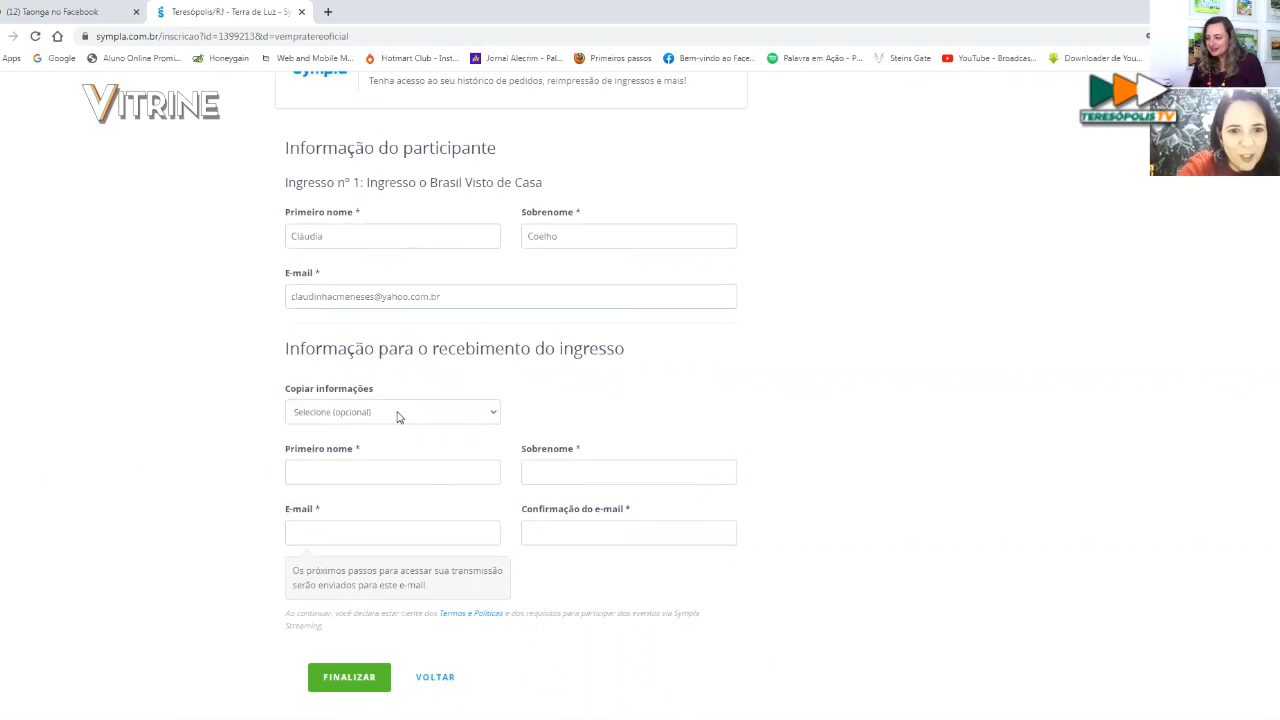 (12) Taonga no Facebook
Teresópolis/RJ - Terra de Luz - Sy
sympla.com.br/inscricao?id=1399213&d=vempratereoficial
Apps Google Aluno Online Promi... Honeygain Web and Mobile M... Hotmart Club - Inst... Jornal Alecrim - Pal... Primeiros passos Bem-vindo ao Face... Palavra em Ação - P... Steins Gate YouTube - Broadcas... Downloader de You...
sympla
Tenha acesso ao seu histórico de pedidos, reimpressão de ingressos e mais!
VITRINE
TERESÓPOLIS TV
Informação do participante
Ingresso nº 1: Ingresso o Brasil Visto de Casa
Primeiro nome * Sobrenome *
Cláudia Coelho
E-mail *
claudinhacmeneses@yahoo.com.br
Informação para o recebimento do ingresso
Copiar informações
Selecione (opcional)
Primeiro nome * Sobrenome *
E-mail * Confirmação do e-mail *
Os próximos passos para acessar sua transmissão
serão enviados para este e-mail.
Ao continuar, você declara estar ciente dos Termos e Políticas e dos requisitos para participar dos eventos via Sympla
Streaming.
FINALIZAR VOLTAR